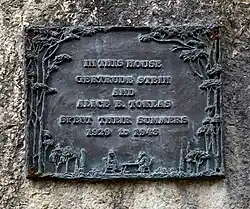 IN THIS HOUSE
GERTRUDE STEIN
AND
ALICE B. TOKLAS
SPENT THEIR SUMMERS
1929 to 1943